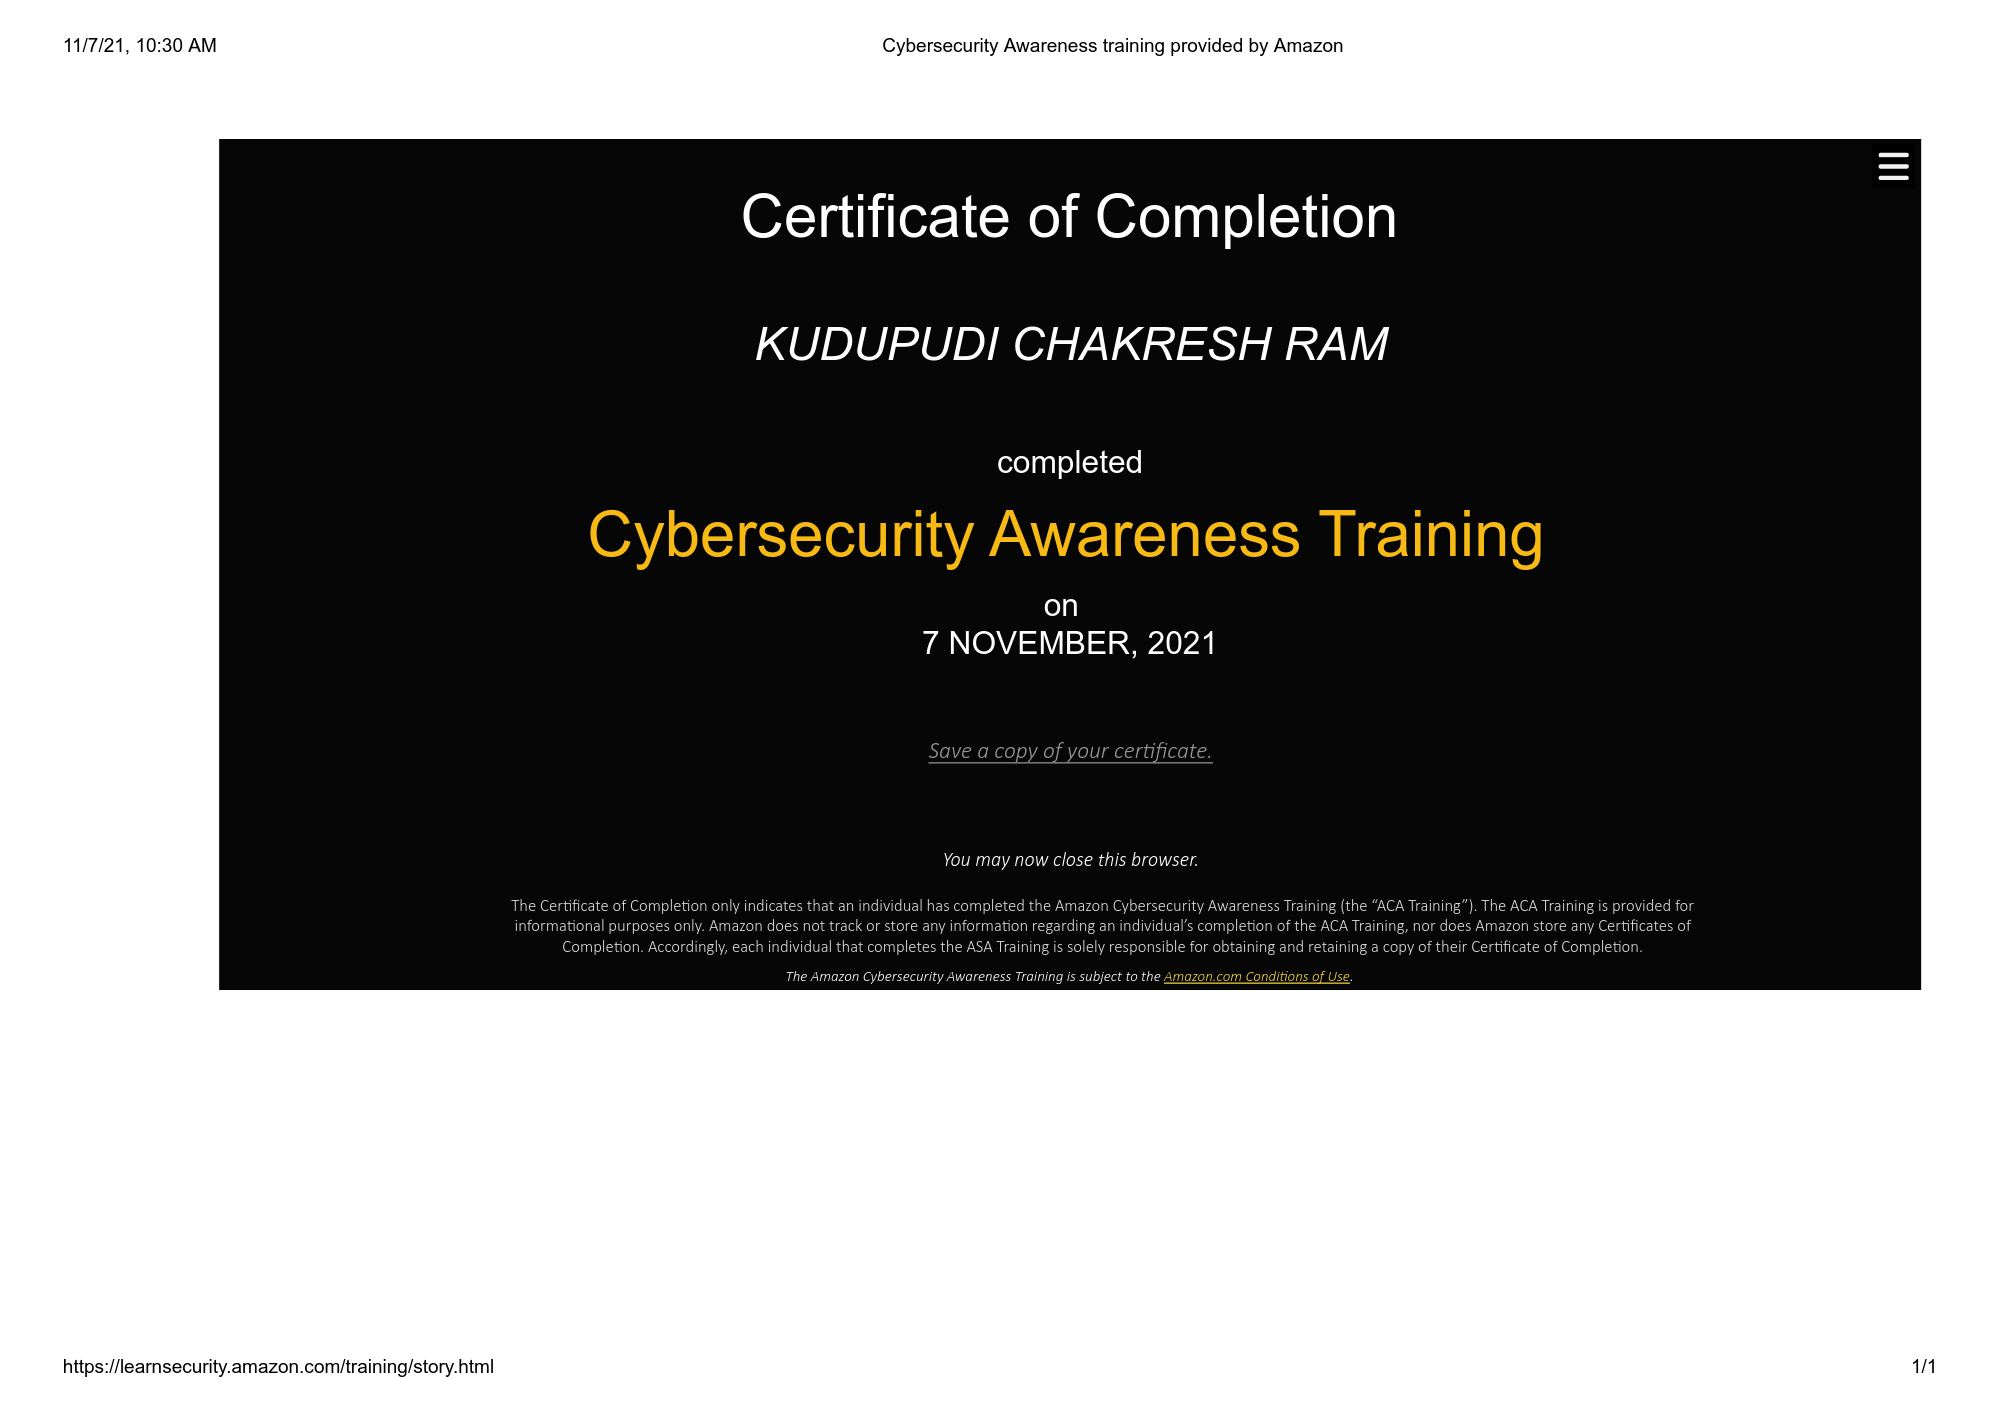 11/7/21, 10:30 AM
Cybersecurity Awareness training provided by Amazon
Certificate of Completion
KUDUPUDI CHAKRESH RAM
completed
Cybersecurity Awareness Training
on
7 NOVEMBER, 2021
Save a copy of your certificate.
You may now close this browser.
The Certificate of Completion only indicates that an individual has completed the Amazon Cybersecurity Awareness Training (the “ACA Training”). The ACA Training is provided for
informational purposes only. Amazon does not track or store any information regarding an individual’s completion of the ACA Training, nor does Amazon store any Certificates of
Completion. Accordingly, each individual that completes the ASA Training is solely responsible for obtaining and retaining a copy of their Certificate of Completion.
The Amazon Cybersecurity Awareness Training is subject to the Amazon.com Conditions of Use.
https://learnsecurity.amazon.com/training/story.html
1/1